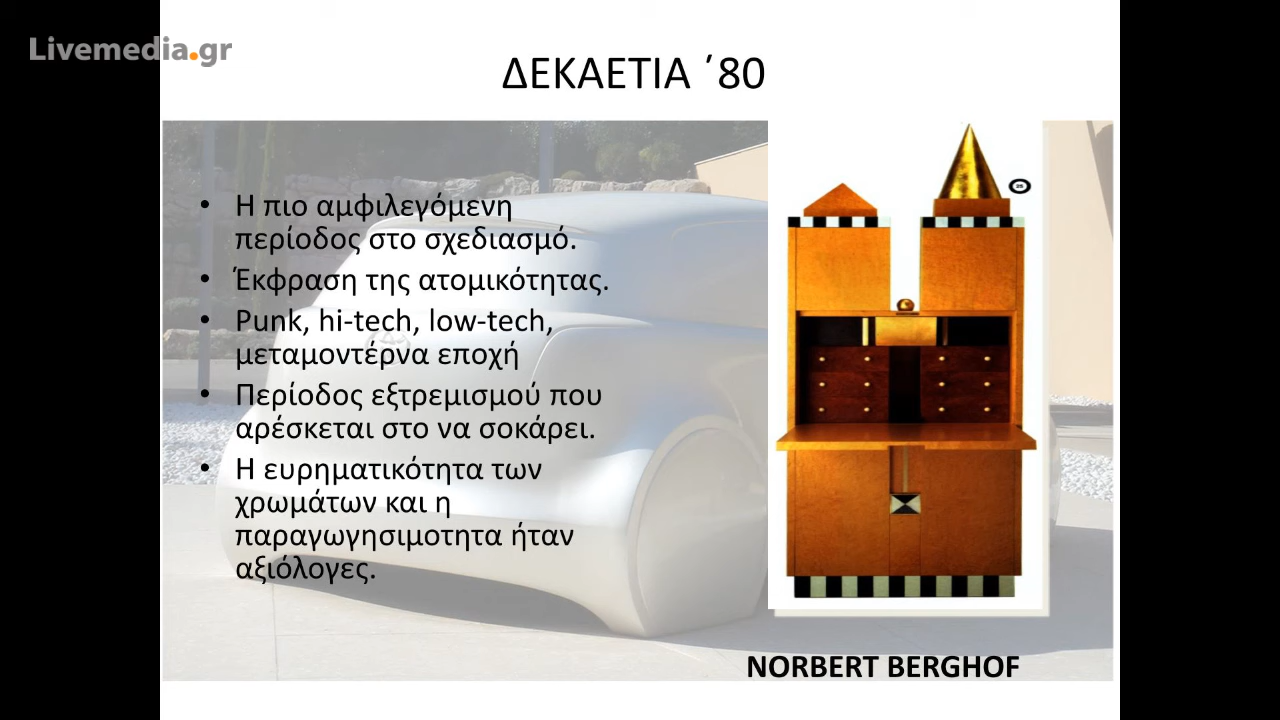 Livemedia.gr
ΔΕΚΑΕΤΙΑ ΄80
• Η πιο αμφιλεγόμενη
περίοδος στο σχεδιασμό.
• Έκφραση της ατομικότητας.
• Punk, hi-tech, low-tech,
μεταμοντέρνα εποχή
• Περίοδος εξτρεμισμού που
αρέσκεται στο να σοκάρει.
• Η ευρηματικότητα των
χρωμάτων και η
παραγωγησιμοτητα ήταν
αξιόλογες.
NORBERT BERGHOF